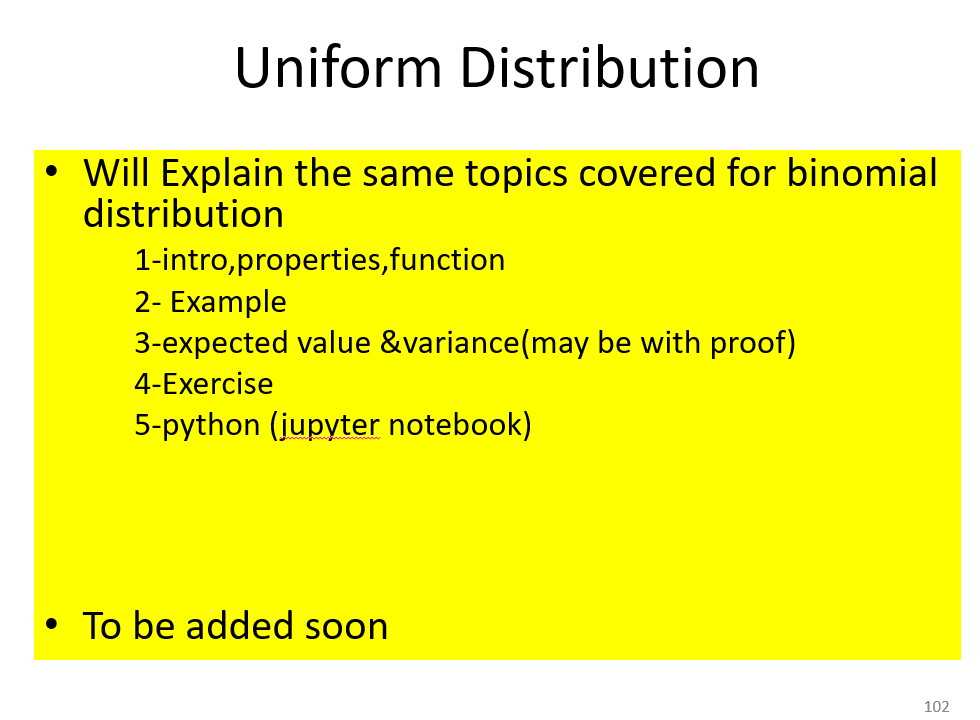 Uniform Distribution
• Will Explain the same topics covered for binomial
distribution
1-intro,properties,function
2- Example
3-expected value &variance(may be with proof)
4-Exercise
5-python (jupyter notebook)
• To be added soon
102